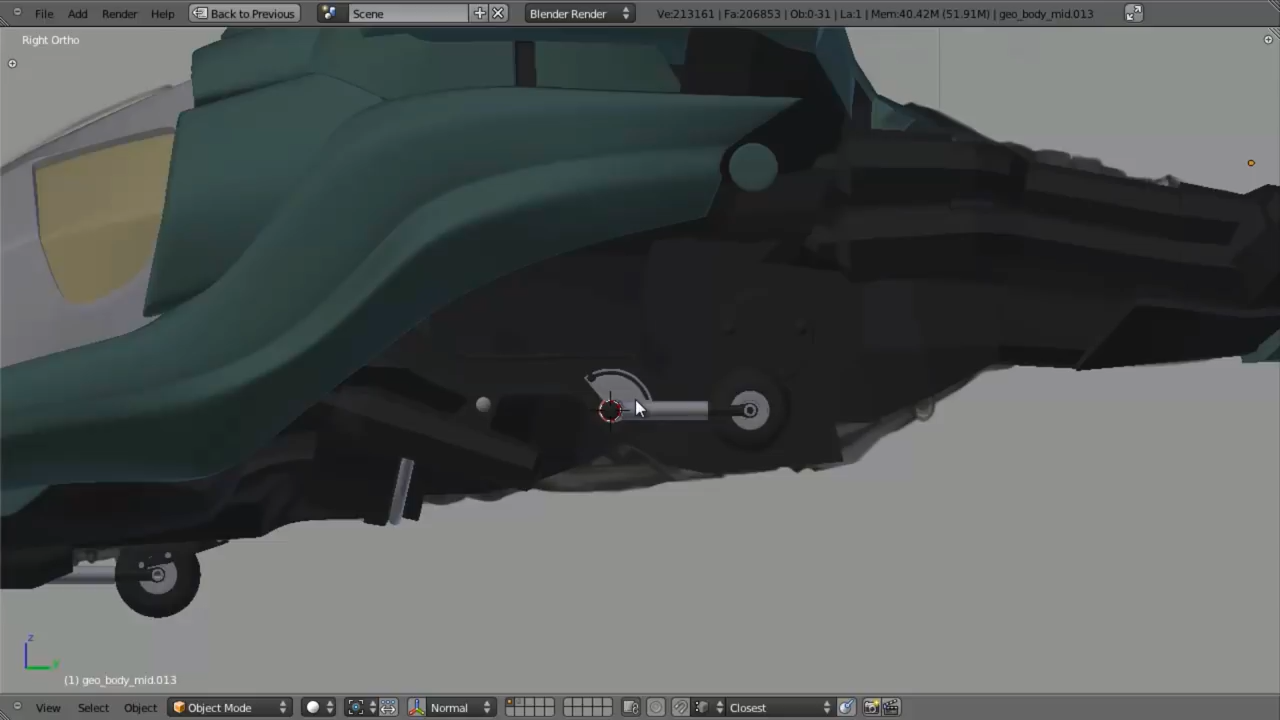 File Add Render Help Back to Previous Scene Blender Render Ve:213161 | Fa:206853 | Ob:0-31 | La:1 | Mem:40.42M (51.91M) | geo_body_mid.013
Right Ortho
z
y
(1) geo_body_mid.013
View Select Object Object Mode Normal Closest